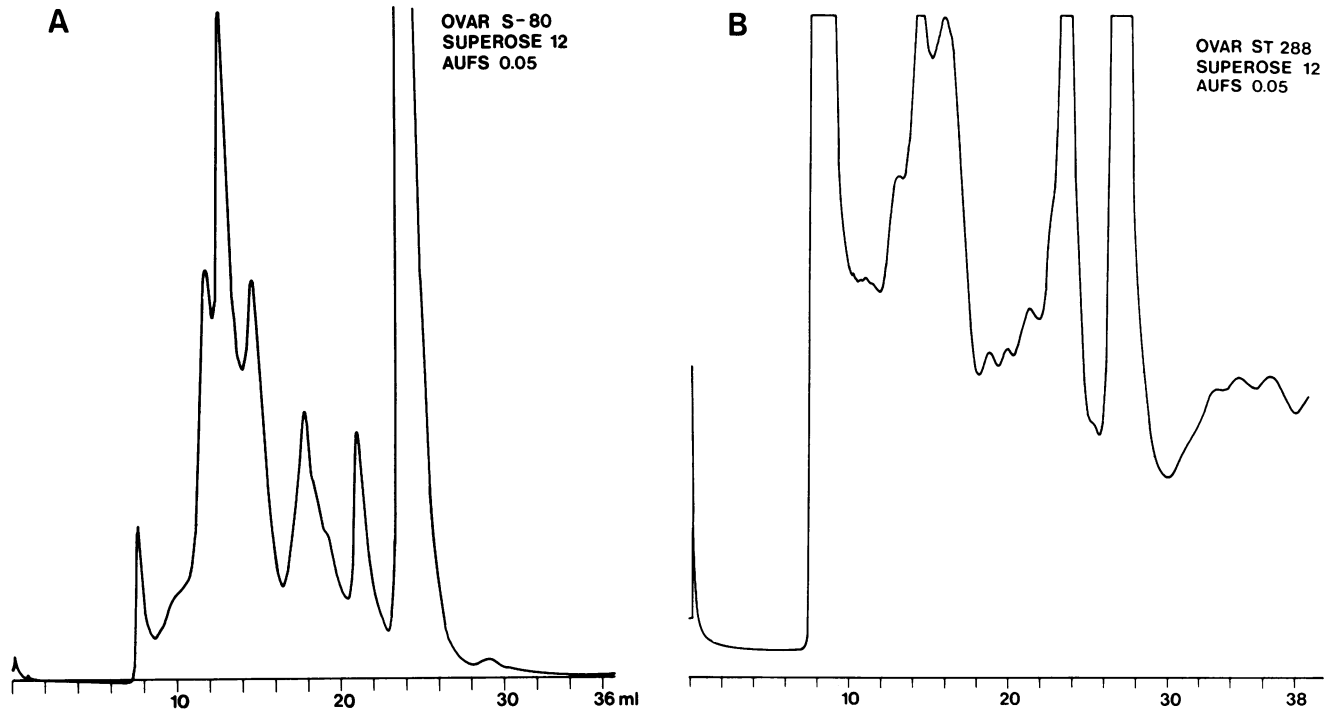 A
OVAR S-80
SUPEROSE 12
AUFS 0.05
10 20 30 36 ml
B
OVAR ST 288
SUPEROSE 12
AUFS 0.05
10 20 30 38